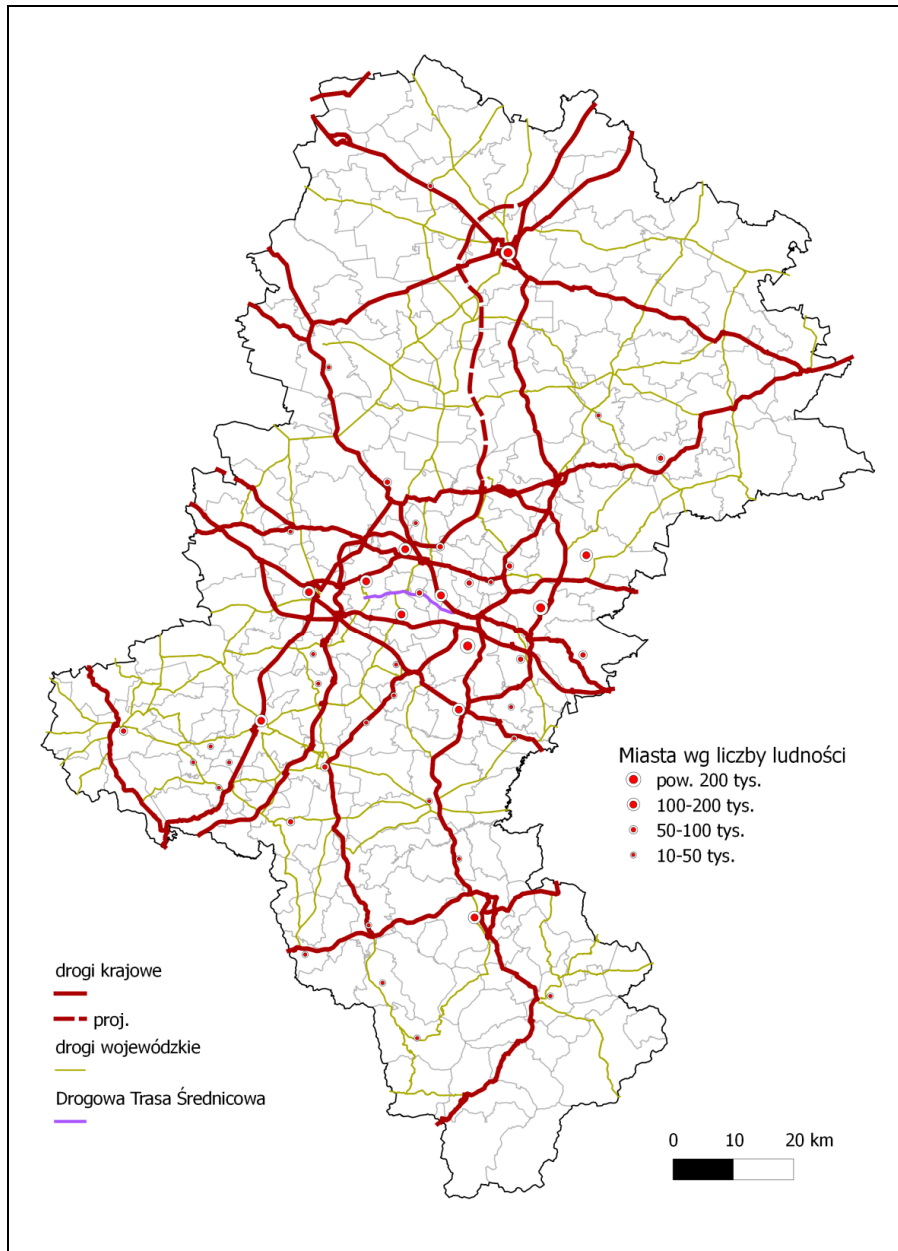 Miasta wg liczby ludności
pow. 200 tys.
100-200 tys.
50-100 tys.
10-50 tys.
drogi krajowe
proj.
drogi wojewódzkie
Drogowa Trasa Średnicowa
0 10 20 km